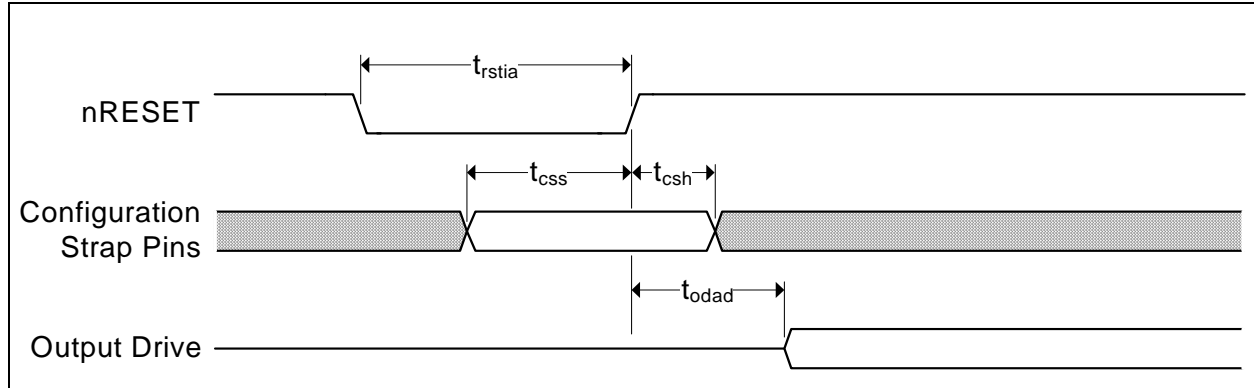 t_rstia
nRESET
t_css
t_csh
Configuration
Strap Pins
t_odad
Output Drive